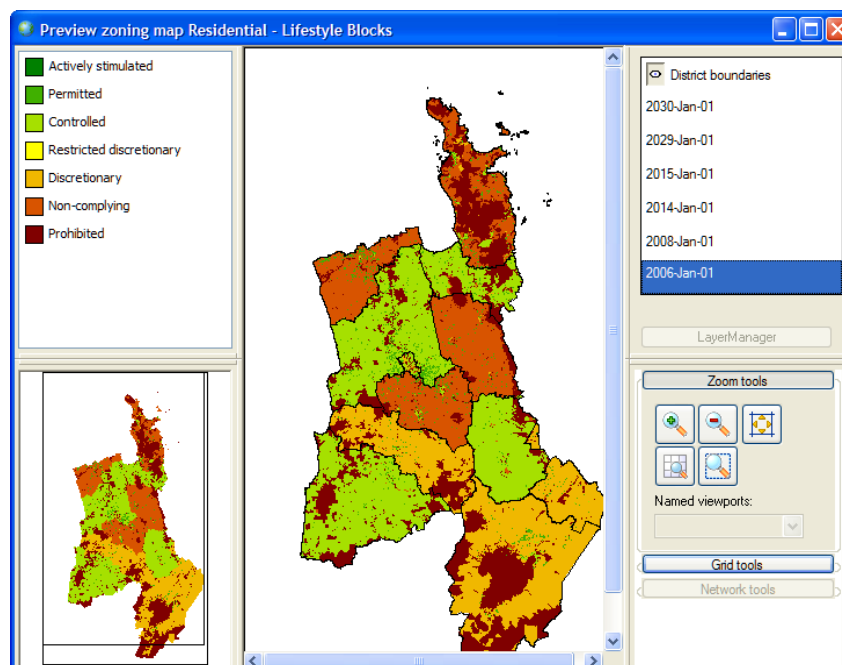 Preview zoning map Residential - Lifestyle Blocks
Actively stimulated
Permitted
Controlled
Restricted discretionary
Discretionary
Non-complying
Prohibited
District boundaries
2030-Jan-01
2029-Jan-01
2015-Jan-01
2014-Jan-01
2008-Jan-01
2006-Jan-01
LayerManager
Zoom tools
Named viewports:
Grid tools
Network tools